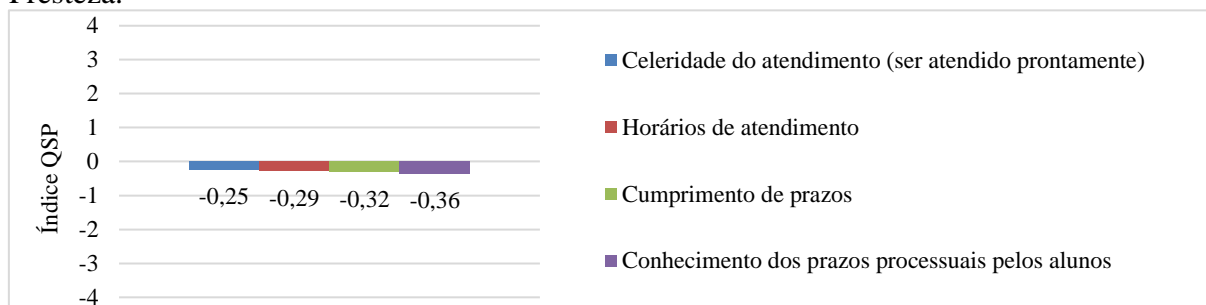 Presteza.
4
3
2
1
0
-1
-2
-3
-4
Índice QSP
-0,25 -0,29 -0,32 -0,36
Celeridade do atendimento (ser atendido prontamente)
Horários de atendimento
Cumprimento de prazos
Conhecimento dos prazos processuais pelos alunos